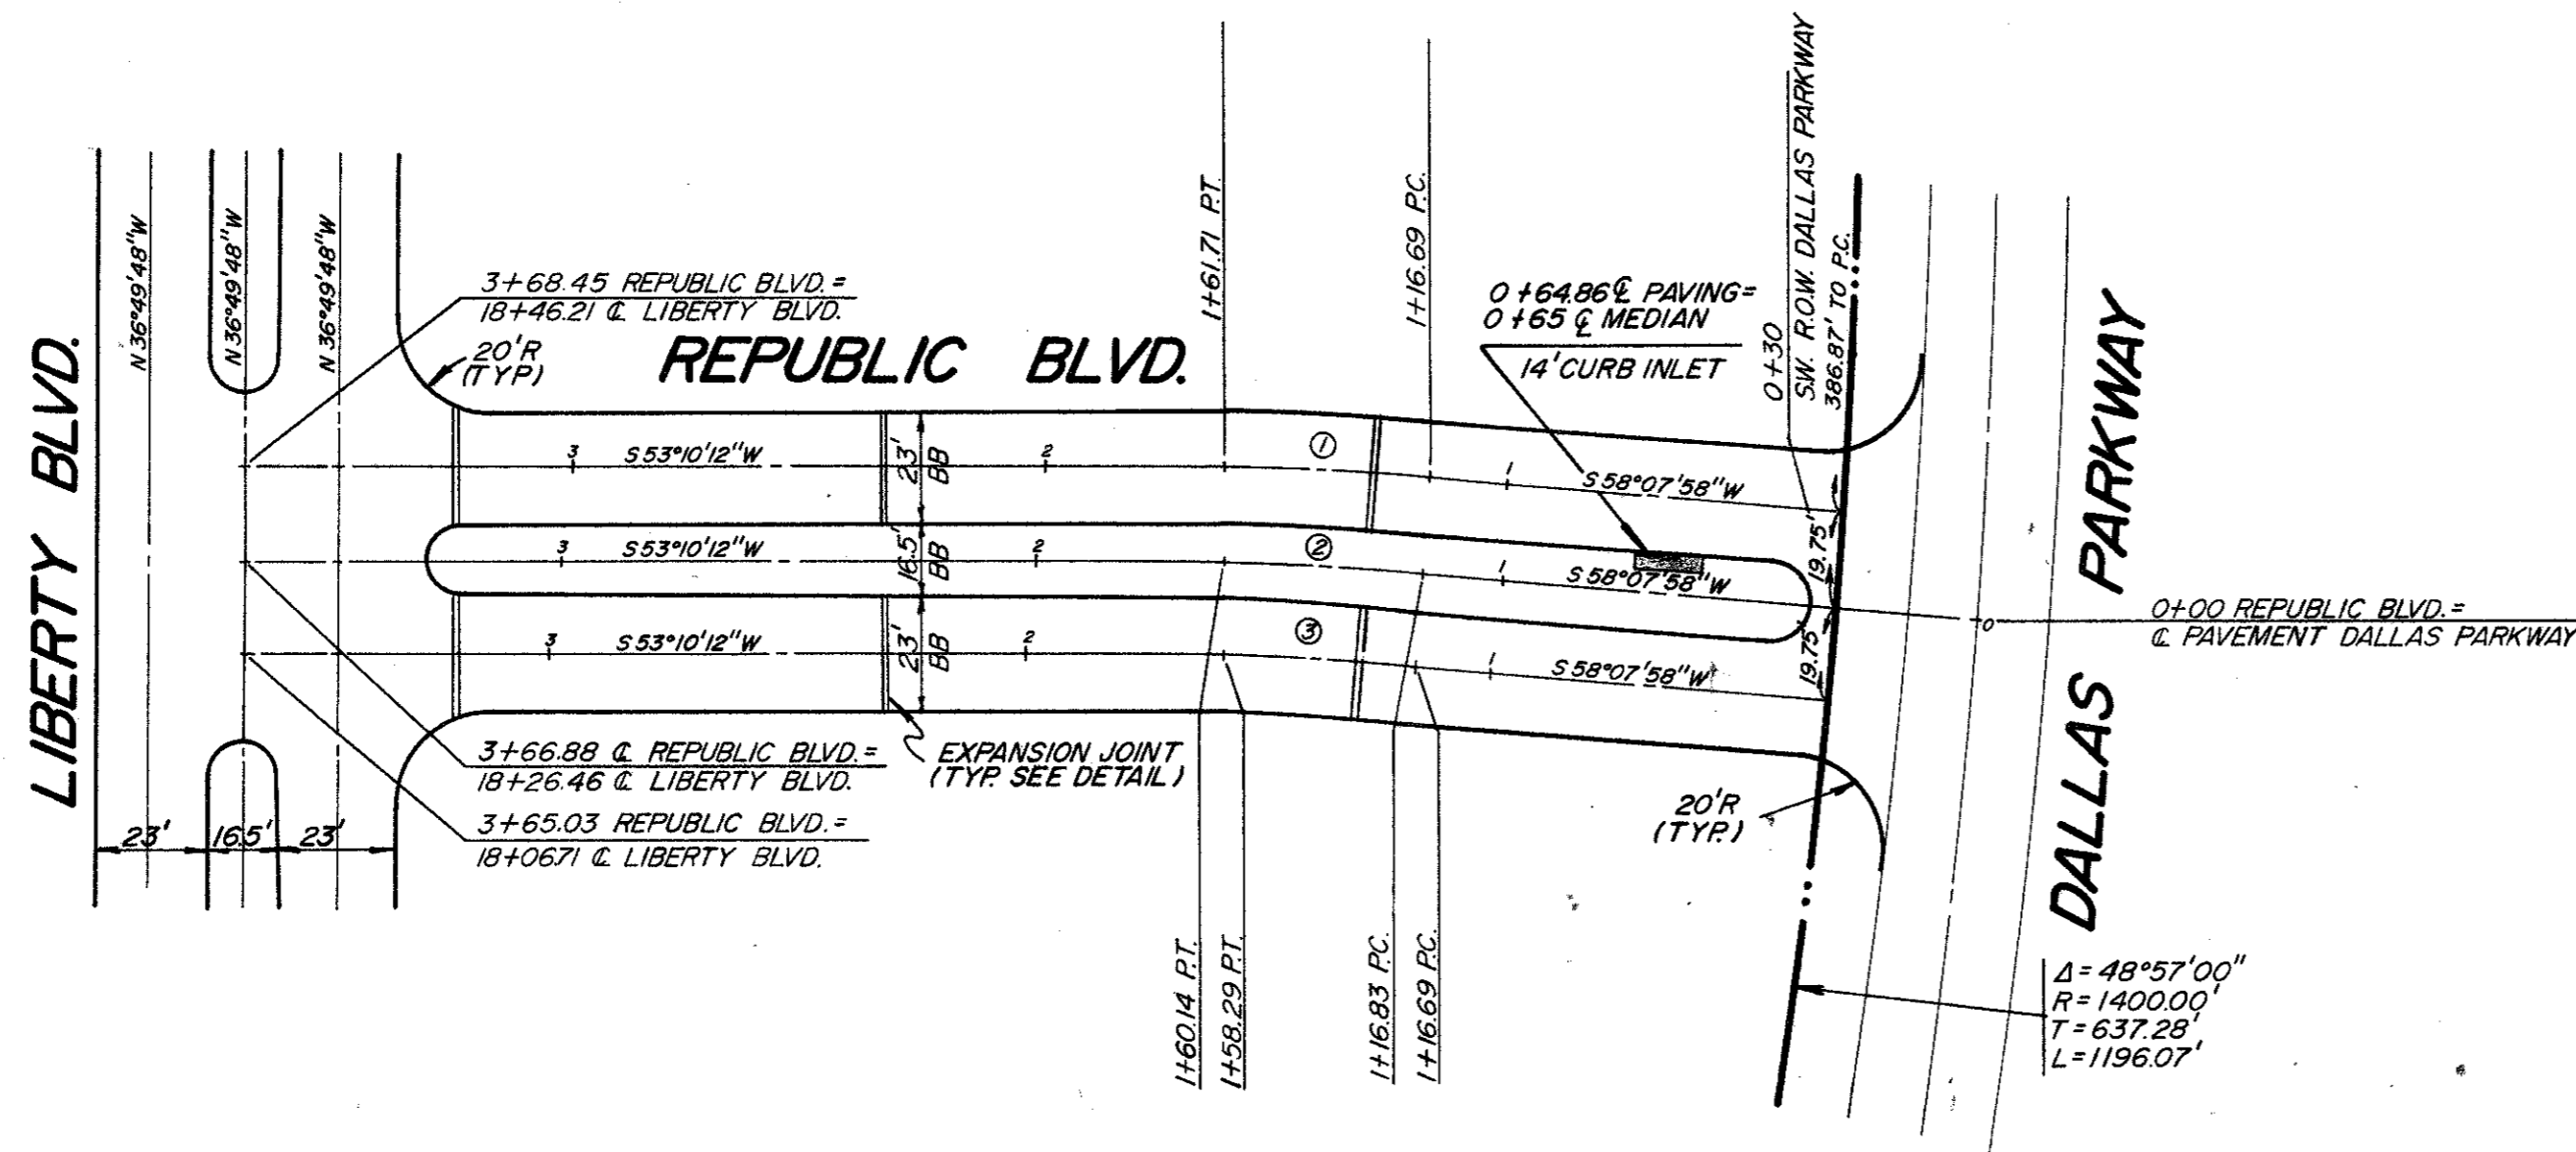 LIBERTY BLVD.
N 36°49'48"W
N 36°49'48"W
N 36°49'48"W
3+68.45 REPUBLIC BLVD.=
18+46.21 ℄ LIBERTY BLVD.
20'R
(TYP)
REPUBLIC BLVD.
1+61.71 P.T.
1+16.69 P.C.
0+64.86 ℄ PAVING=
0+65 ℄ MEDIAN
14' CURB INLET
0+30
S.W. R.O.W. DALLAS PARKWAY
386.87' TO P.C.
DALLAS PARKWAY
3
S 53°10'12"W
23'
BB
2
1
1
S 58°07'58"W
3
S 53°10'12"W
16.5'
BB
2
2
1
S 58°07'58"W
19.75'
3
S 53°10'12"W
23'
BB
2
3
1
S 58°07'58"W
19.75'
0
0+00 REPUBLIC BLVD.=
℄ PAVEMENT DALLAS PARKWAY
3+66.88 ℄ REPUBLIC BLVD.=
18+26.46 ℄ LIBERTY BLVD.
3+65.03 REPUBLIC BLVD.=
18+06.71 ℄ LIBERTY BLVD.
EXPANSION JOINT
(TYP. SEE DETAIL)
23'
16.5'
23'
20'R
(TYP.)
1+60.14 P.T.
1+58.29 P.T.
1+16.83 P.C.
1+16.69 P.C.
Δ = 48°57'00"
R = 1400.00'
T = 637.28'
L = 1196.07'